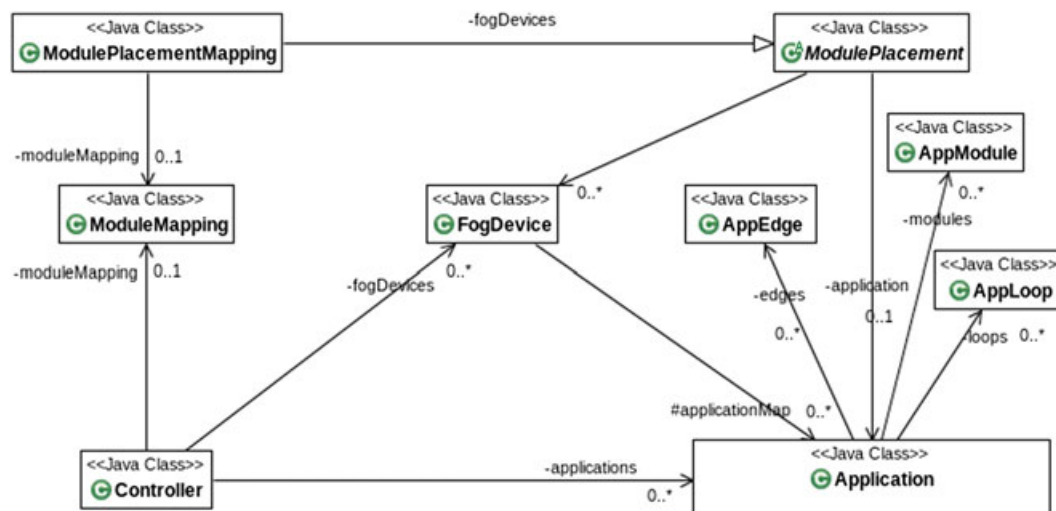 -fogDevices
<<Java Class>>
ModulePlacementMapping
<<Java Class>>
ModulePlacement
<<Java Class>>
AppModule
-moduleMapping 0..1
0..*
0..*
<<Java Class>>
ModuleMapping
<<Java Class>>
FogDevice
<<Java Class>>
AppEdge
-modules
-moduleMapping 0..1
0..*
-fogDevices
-edges
-application
<<Java Class>>
AppLoop
0..*
0..1
-loops 0..*
#applicationMap 0..*
<<Java Class>>
Controller
-applications
0..*
<<Java Class>>
Application